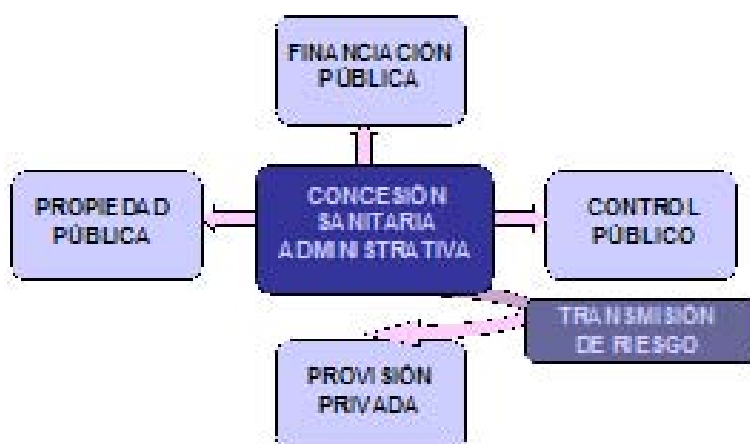 FINANCIACIÓN
PÚBLICA
PROPIEDAD
PÚBLICA
CONCESIÓN
SANITARIA
ADMINISTRATIVA
CONTROL
PÚBLICO
TRANSMISIÓN
DE RIESGO
PROVISIÓN
PRIVADA